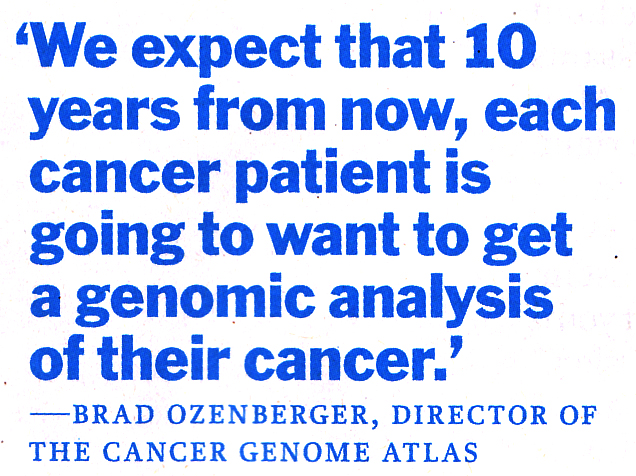 ‘We expect that 10
years from now, each
cancer patient is
going to want to get
a genomic analysis
of their cancer.’
—BRAD OZENBERGER, DIRECTOR OF
THE CANCER GENOME ATLAS